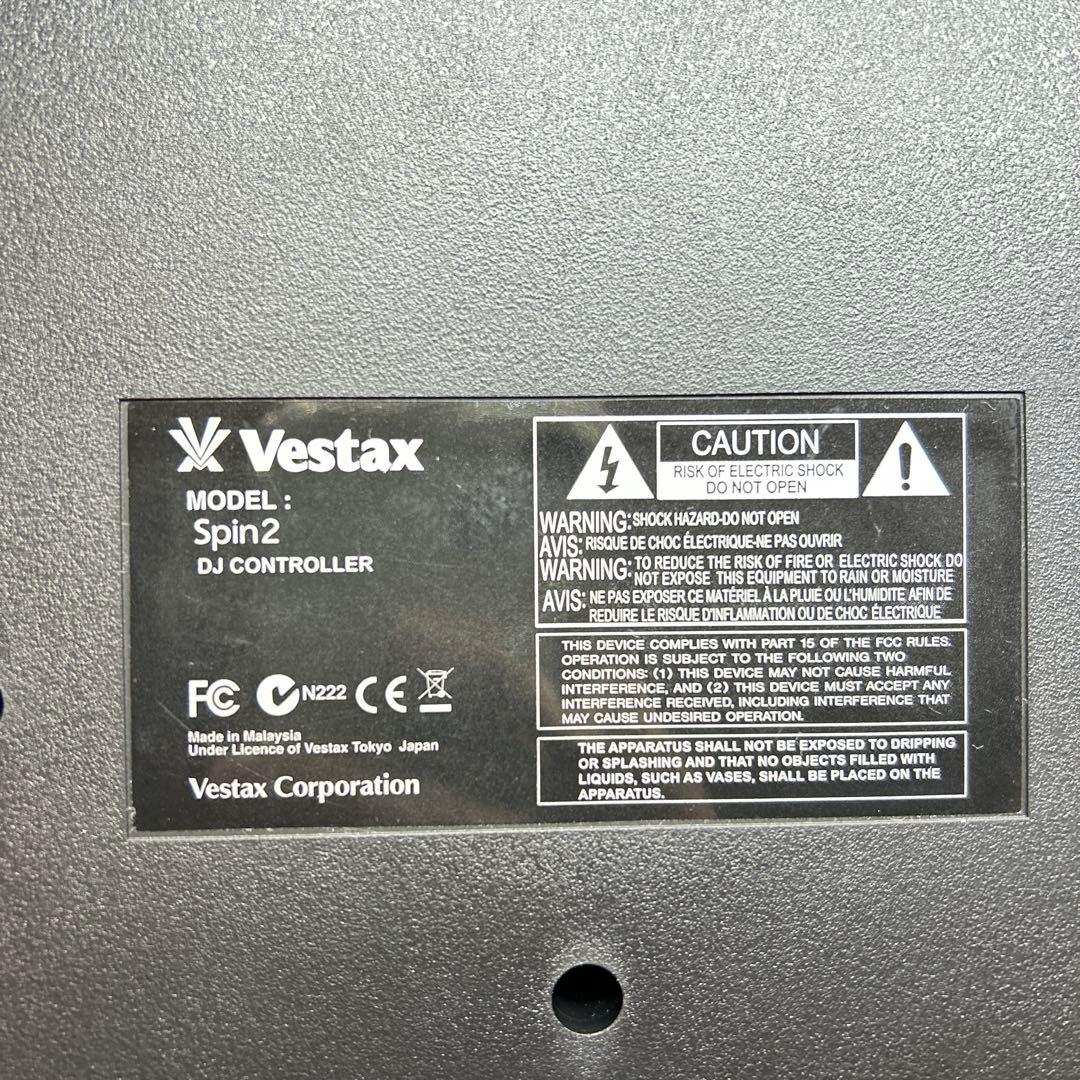 Vestax
MODEL :
Spin2
DJ CONTROLLER
FC N222 CE
Made in Malaysia
Under Licence of Vestax Tokyo Japan
Vestax Corporation
CAUTION
RISK OF ELECTRIC SHOCK
DO NOT OPEN
WARNING: SHOCK HAZARD-DO NOT OPEN
AVIS: RISQUE DE CHOC ÉLECTRIQUE-NE PAS OUVRIR
WARNING: TO REDUCE THE RISK OF FIRE OR ELECTRIC SHOCK DO
NOT EXPOSE THIS EQUIPMENT TO RAIN OR MOISTURE
AVIS: NE PAS EXPOSER CE MATÉRIEL À LA PLUIE OU L'HUMIDITE AFIN DE
REDUIRE LE RISQUE D'INFLAMMATION OU DE CHOC ÉLECTRIQUE
THIS DEVICE COMPLIES WITH PART 15 OF THE FCC RULES.
OPERATION IS SUBJECT TO THE FOLLOWING TWO
CONDITIONS: (1) THIS DEVICE MAY NOT CAUSE HARMFUL
INTERFERENCE, AND (2) THIS DEVICE MUST ACCEPT ANY
INTERFERENCE RECEIVED, INCLUDING INTERFERENCE THAT
MAY CAUSE UNDESIRED OPERATION.
THE APPARATUS SHALL NOT BE EXPOSED TO DRIPPING
OR SPLASHING AND THAT NO OBJECTS FILLED WITH
LIQUIDS, SUCH AS VASES, SHALL BE PLACED ON THE
APPARATUS.